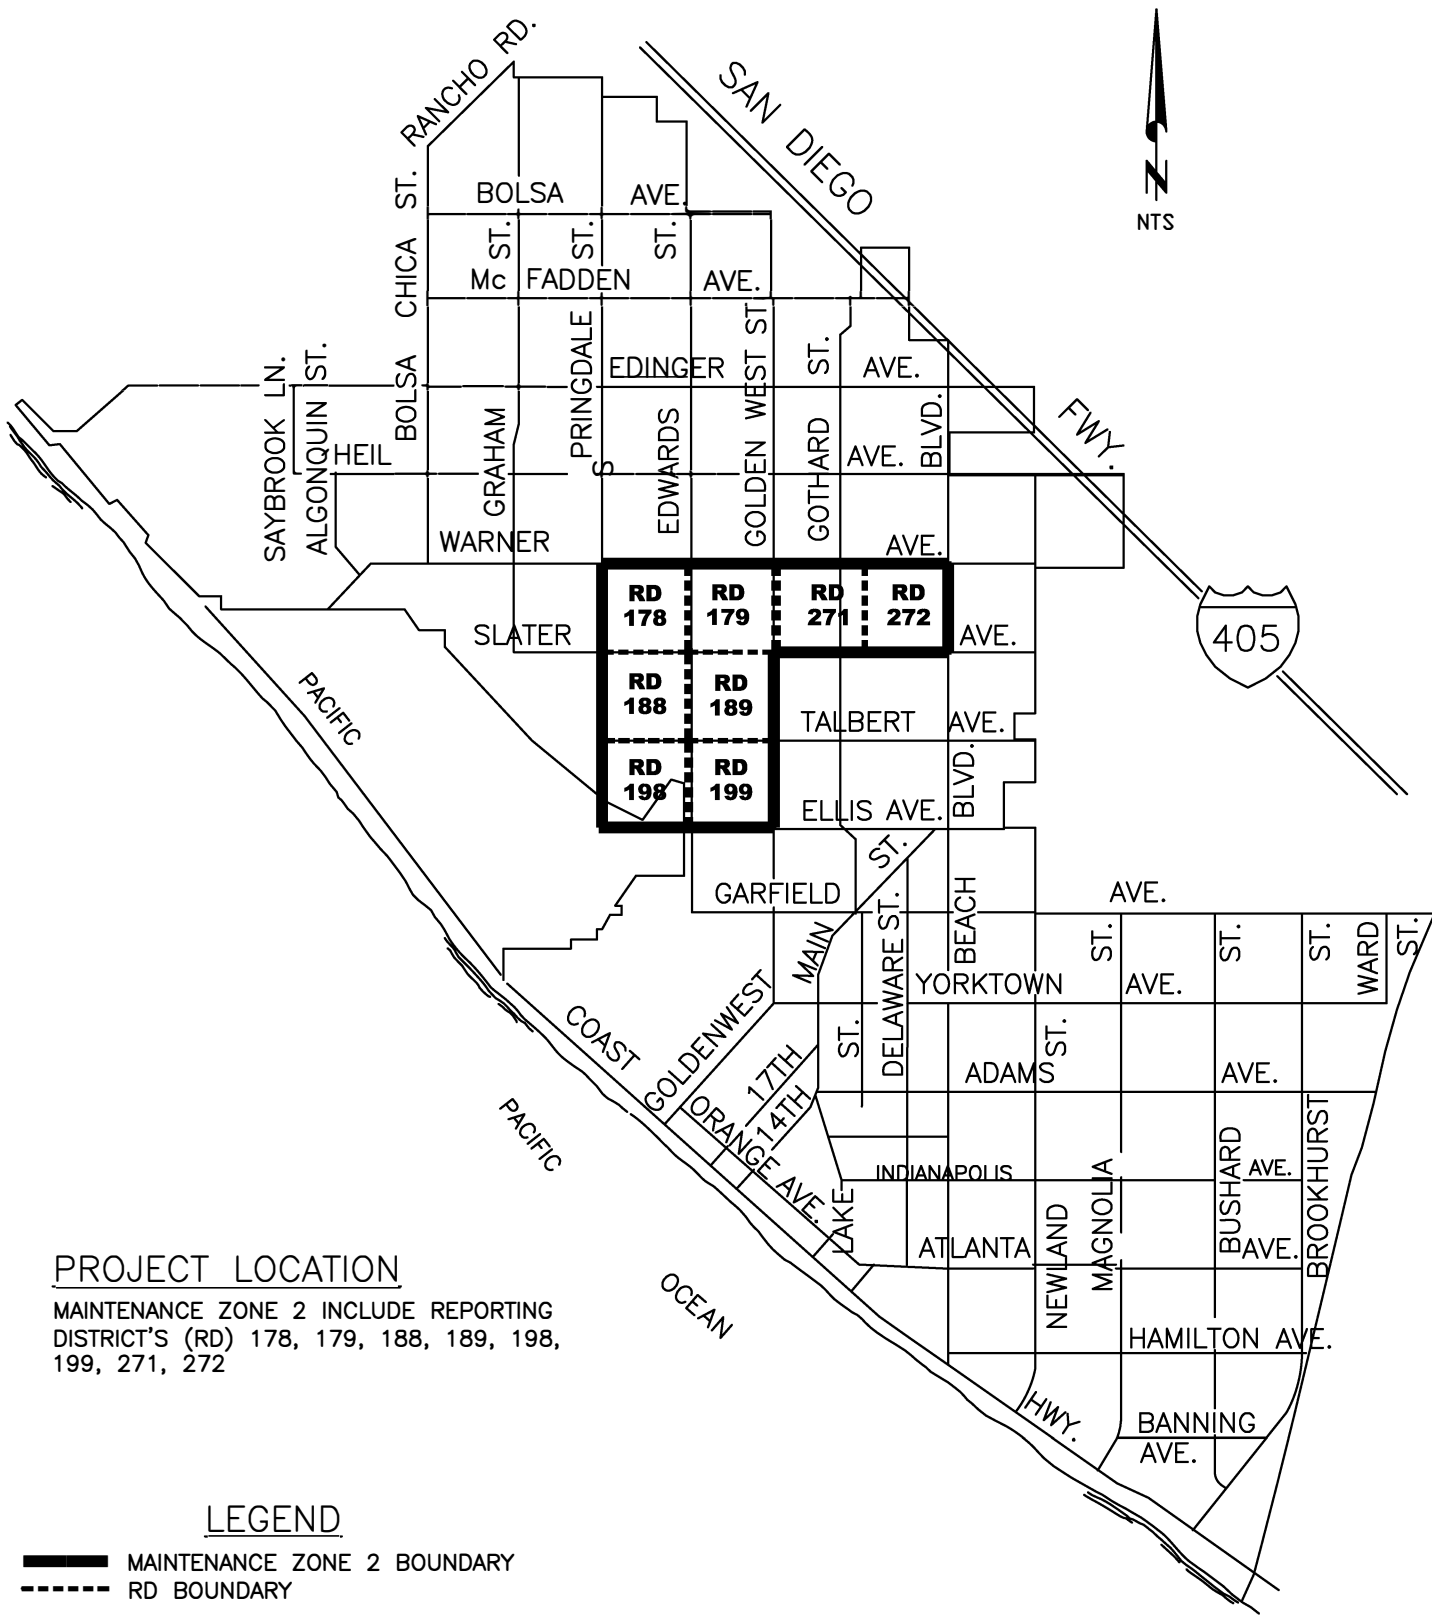 RANCHO RD.
SAN DIEGO
FWY.
N
NTS
BOLSA AVE.
BOLSA CHICA ST.
ST.
ST.
ST.
Mc FADDEN AVE.
PRINGDALE
S
GOLDEN WEST ST.
ST.
EDINGER AVE.
SAYBROOK LN.
ALGONQUIN ST.
GRAHAM
EDWARDS
GOTHARD
BLVD.
HEIL AVE.
WARNER AVE.
RD
178
RD
179
RD
271
RD
272
405
SLATER AVE.
RD
188
RD
189
PACIFIC
TALBERT AVE.
RD
198
RD
199
BLVD.
ELLIS AVE.
ST.
GARFIELD AVE.
MAIN
DELAWARE ST.
BEACH
ST.
ST.
ST.
WARD
ST.
YORKTOWN AVE.
COAST
GOLDENWEST
17TH
14TH
ST.
ST.
ADAMS AVE.
ORANGE AVE.
PACIFIC
INDIANAPOLIS AVE.
LAKE
NEWLAND
MAGNOLIA
BUSHARD
BROOKHURST
ATLANTA AVE.
OCEAN
HAMILTON AVE.
HWY.
BANNING
AVE.
PROJECT LOCATION
MAINTENANCE ZONE 2 INCLUDE REPORTING
DISTRICT'S (RD) 178, 179, 188, 189, 198,
199, 271, 272
LEGEND
MAINTENANCE ZONE 2 BOUNDARY
RD BOUNDARY